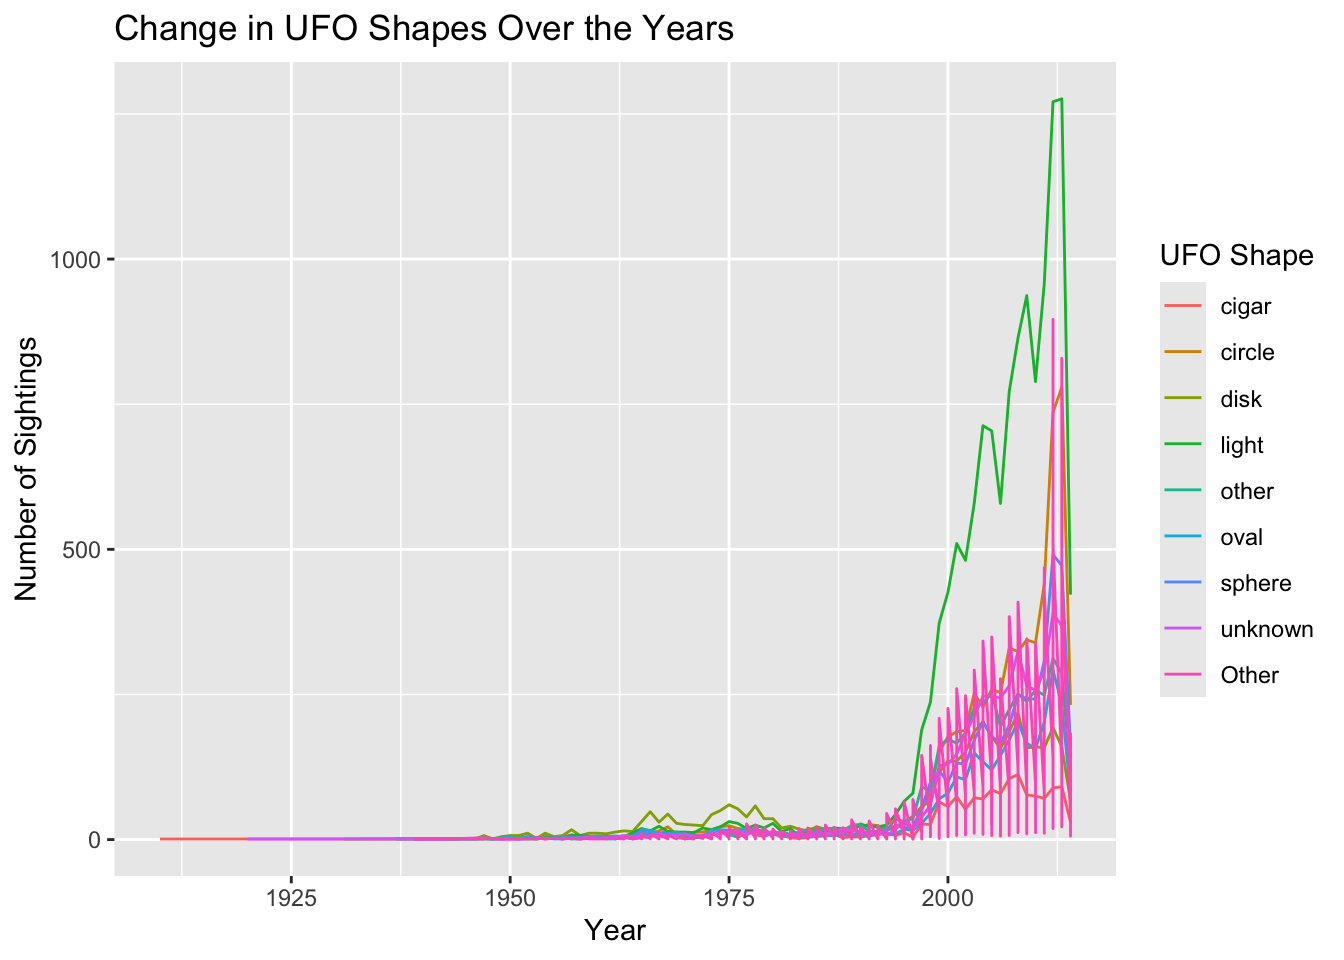 Change in UFO Shapes Over the Years
Number of Sightings
1000
500
0
1925
1950
1975
2000
Year
UFO Shape
cigar
circle
disk
light
other
oval
sphere
unknown
Other